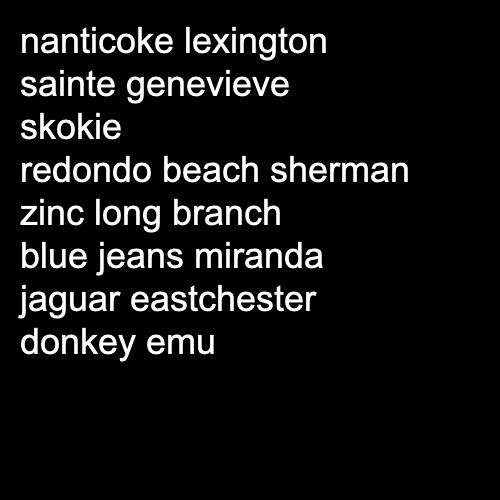 nanticoke lexington
sainte genevieve
skokie
redondo beach sherman
zinc long branch
blue jeans miranda
jaguar eastchester
donkey emu